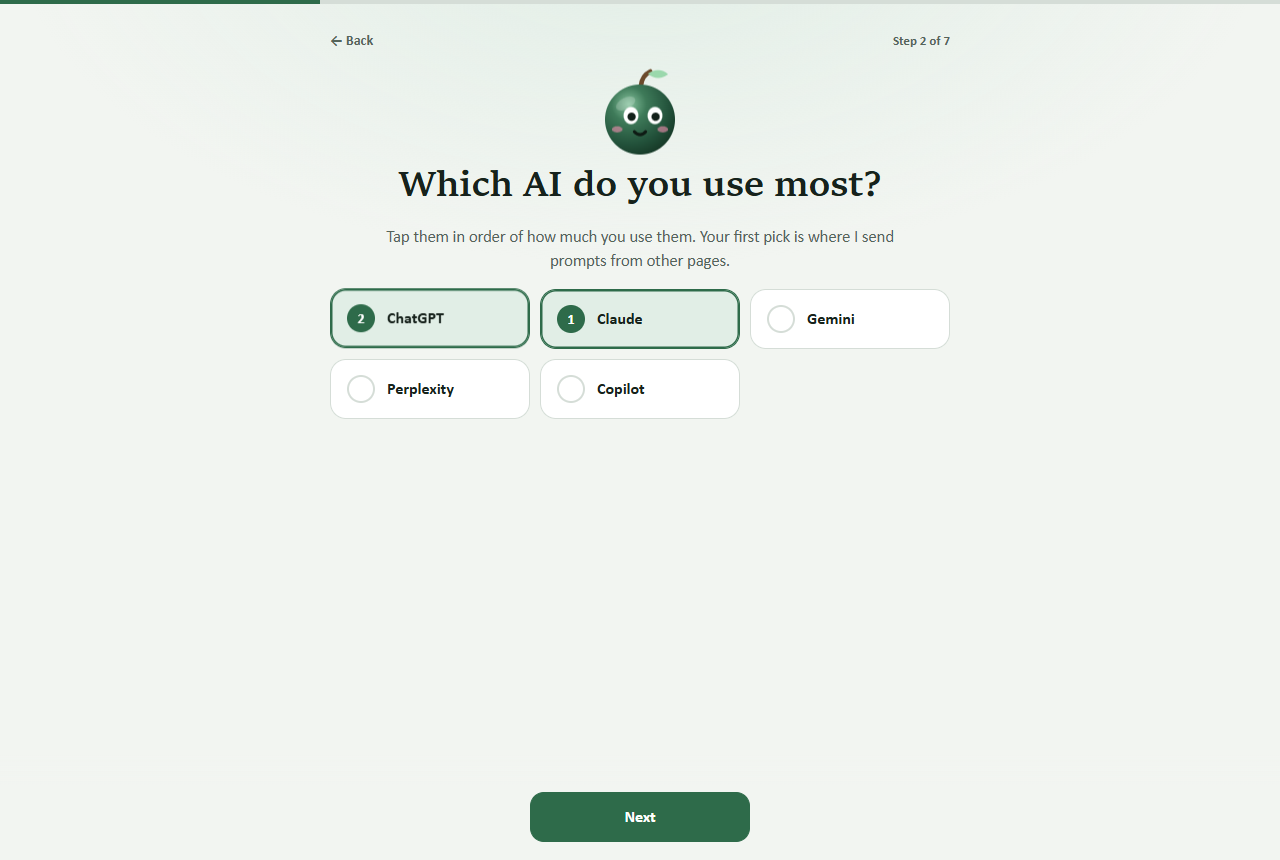 ← Back
Step 2 of 7
Which AI do you use most?
Tap them in order of how much you use them. Your first pick is where I send
prompts from other pages.
2 ChatGPT
1 Claude
Gemini
Perplexity
Copilot
Next